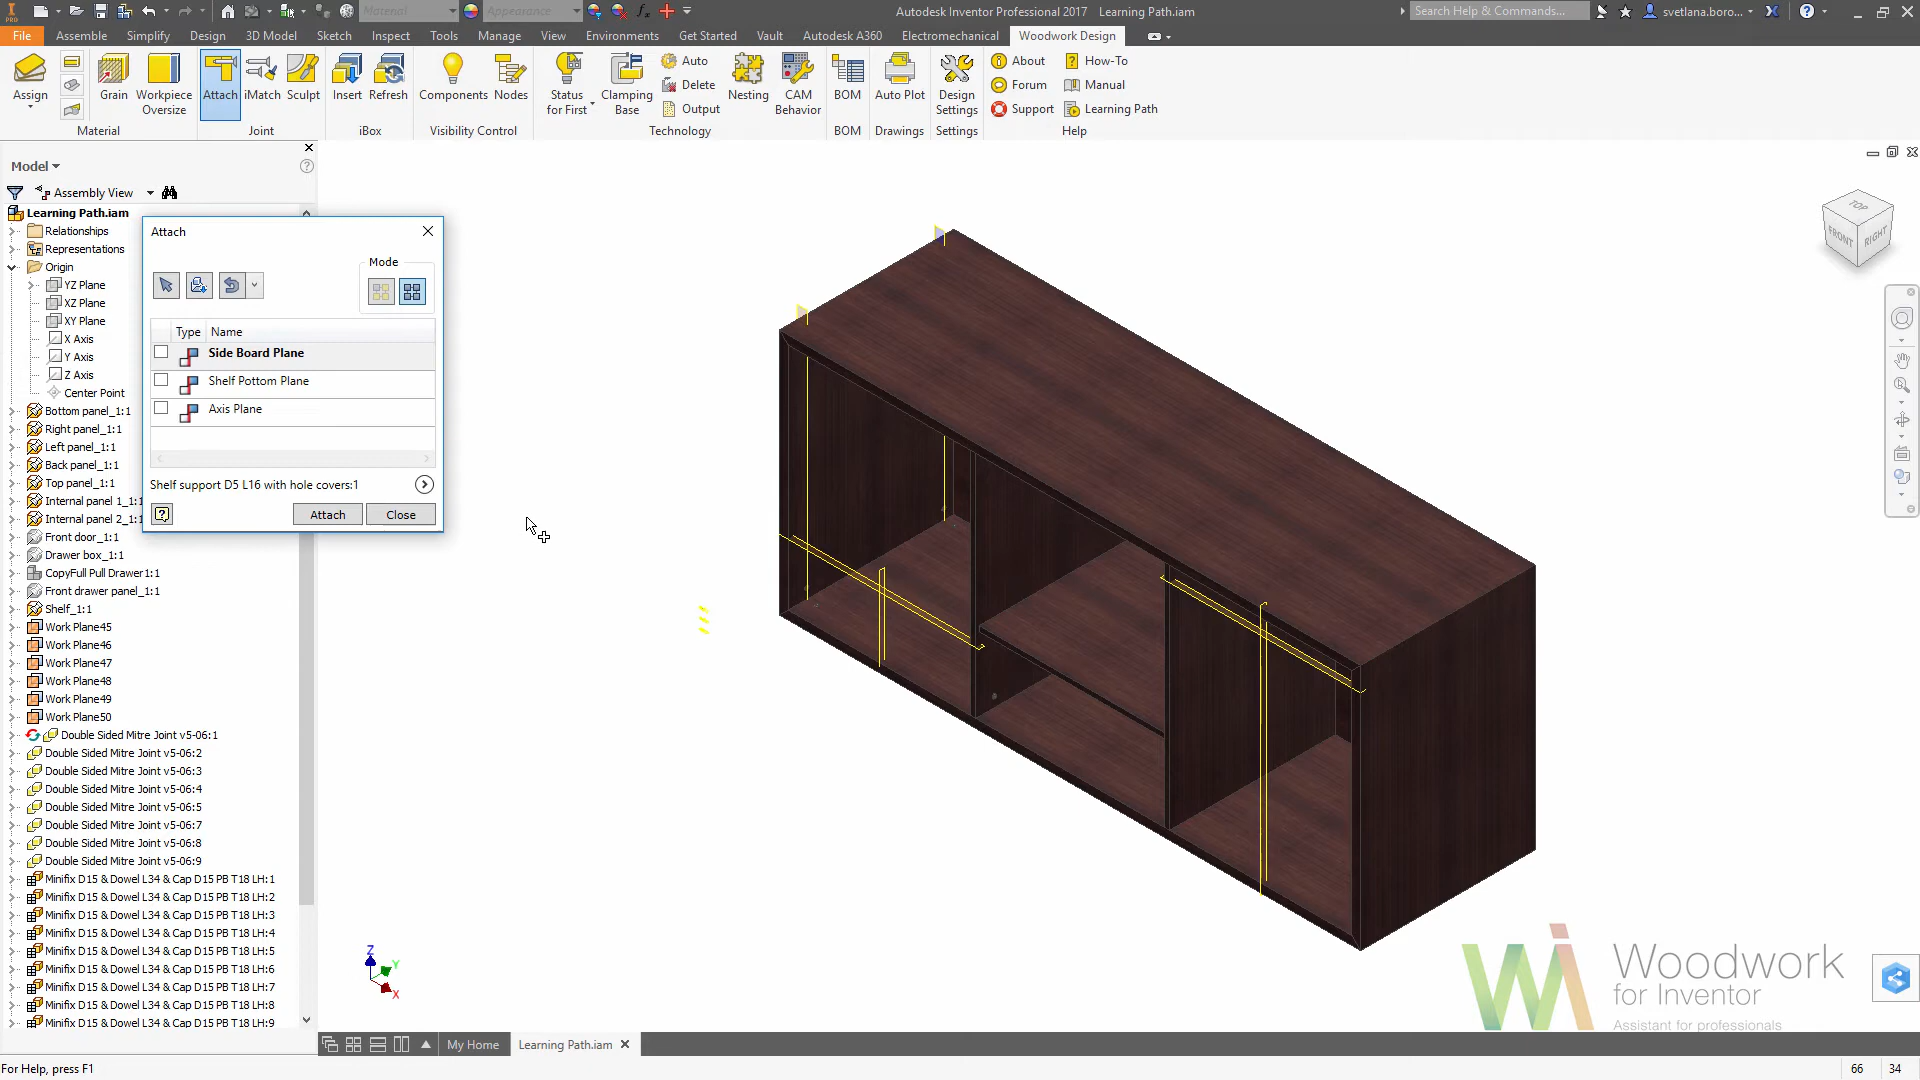 Material
Appearance
Autodesk Inventor Professional 2017 Learning Path.iam
Search Help & Commands...
svetlana.boro...
PRO
File Assemble Simplify Design 3D Model Sketch Inspect Tools Manage View Environments Get Started Vault Autodesk A360 Electromechanical Woodwork Design
Assign
Grain
Workpiece Oversize
Attach
iMatch
Sculpt
Insert
Refresh
Components
Nodes
Status for First
Clamping Base
Auto
Delete
Output
Nesting
CAM Behavior
BOM
Auto Plot
Design Settings
About
Forum
Support
How-To
Manual
Learning Path
Material Joint iBox Visibility Control Technology BOM Drawings Settings Help
Model
Assembly View
Learning Path.iam
Relationships
Representations
Origin
YZ Plane
XZ Plane
XY Plane
X Axis
Y Axis
Z Axis
Center Point
Bottom panel_1:1
Right panel_1:1
Left panel_1:1
Back panel_1:1
Top panel_1:1
Internal panel 1_1:1
Internal panel 2_1:1
Front door_1:1
Drawer box_1:1
CopyFull Pull Drawer1:1
Front drawer panel_1:1
Shelf_1:1
Work Plane45
Work Plane46
Work Plane47
Work Plane48
Work Plane49
Work Plane50
Double Sided Mitre Joint v5-06:1
Double Sided Mitre Joint v5-06:2
Double Sided Mitre Joint v5-06:3
Double Sided Mitre Joint v5-06:4
Double Sided Mitre Joint v5-06:5
Double Sided Mitre Joint v5-06:7
Double Sided Mitre Joint v5-06:8
Double Sided Mitre Joint v5-06:9
Minifix D15 & Dowel L34 & Cap D15 PB T18 LH:1
Minifix D15 & Dowel L34 & Cap D15 PB T18 LH:2
Minifix D15 & Dowel L34 & Cap D15 PB T18 LH:3
Minifix D15 & Dowel L34 & Cap D15 PB T18 LH:4
Minifix D15 & Dowel L34 & Cap D15 PB T18 LH:5
Minifix D15 & Dowel L34 & Cap D15 PB T18 LH:6
Minifix D15 & Dowel L34 & Cap D15 PB T18 LH:7
Minifix D15 & Dowel L34 & Cap D15 PB T18 LH:8
Minifix D15 & Dowel L34 & Cap D15 PB T18 LH:9
Attach
Mode
Type Name
Side Board Plane
Shelf Pottom Plane
Axis Plane
Shelf support D5 L16 with hole covers:1
Attach Close
TOP
FRONT
RIGHT
Z
Y
X
Woodwork
for Inventor
Assistant for professionals
My Home
Learning Path.iam
For Help, press F1
66 34